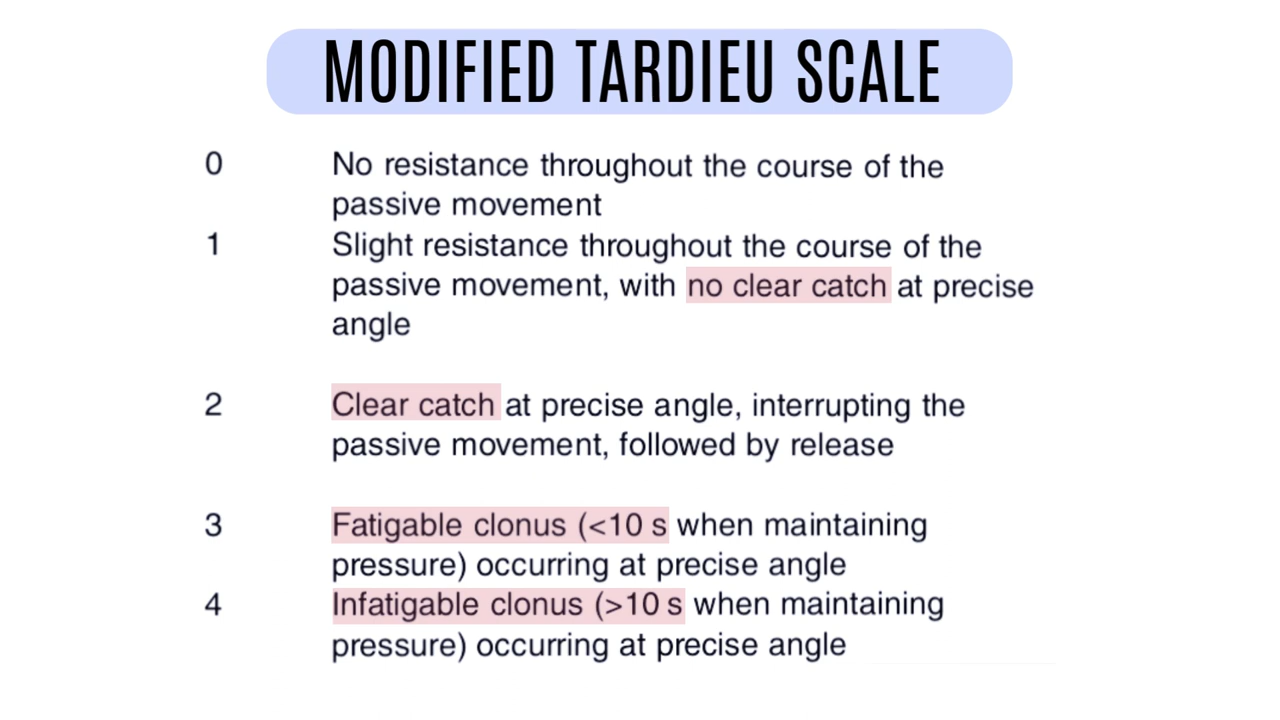 MODIFIED TARDIEU SCALE
0 No resistance throughout the course of the
passive movement
1 Slight resistance throughout the course of the
passive movement, with no clear catch at precise
angle
2 Clear catch at precise angle, interrupting the
passive movement, followed by release
3 Fatigable clonus (<10 s when maintaining
pressure) occurring at precise angle
4 Infatigable clonus (>10 s when maintaining
pressure) occurring at precise angle